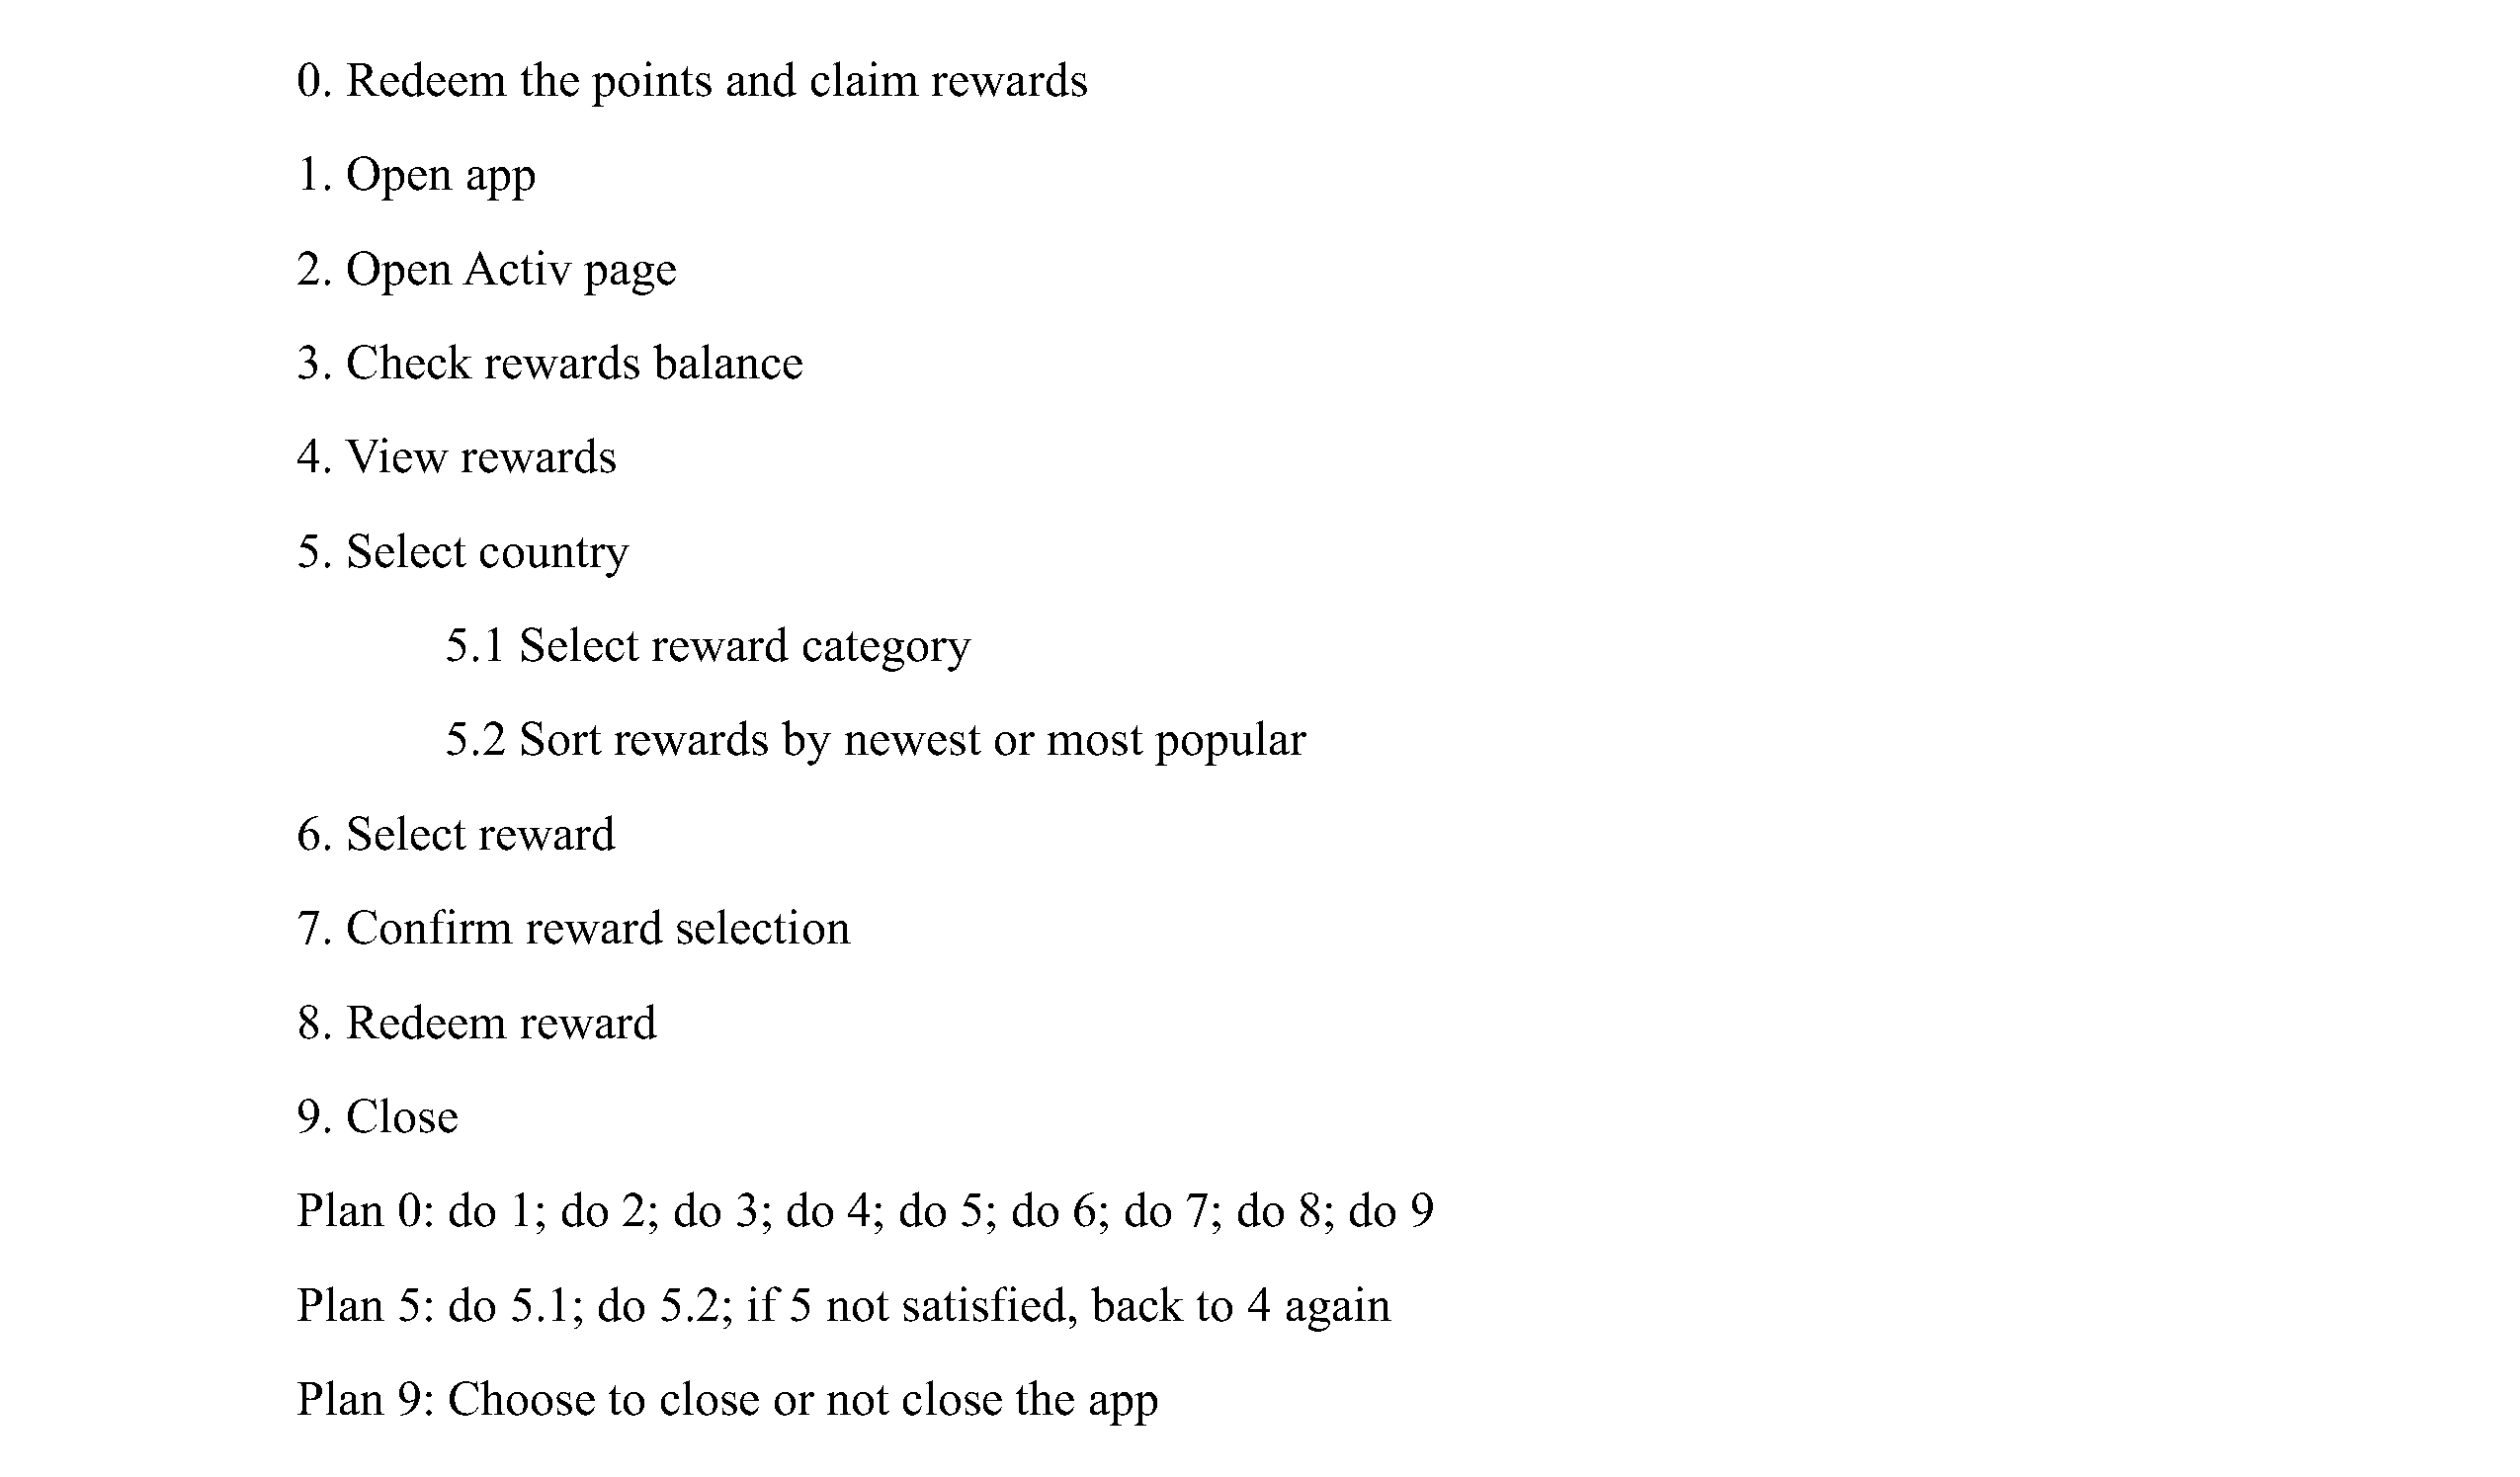 0. Redeem the points and claim rewards
1. Open app
2. Open Activ page
3. Check rewards balance
4. View rewards
5. Select country
5.1 Select reward category
5.2 Sort rewards by newest or most popular
6. Select reward
7. Confirm reward selection
8. Redeem reward
9. Close
Plan 0: do 1; do 2; do 3; do 4; do 5; do 6; do 7; do 8; do 9
Plan 5: do 5.1; do 5.2; if 5 not satisfied, back to 4 again
Plan 9: Choose to close or not close the app